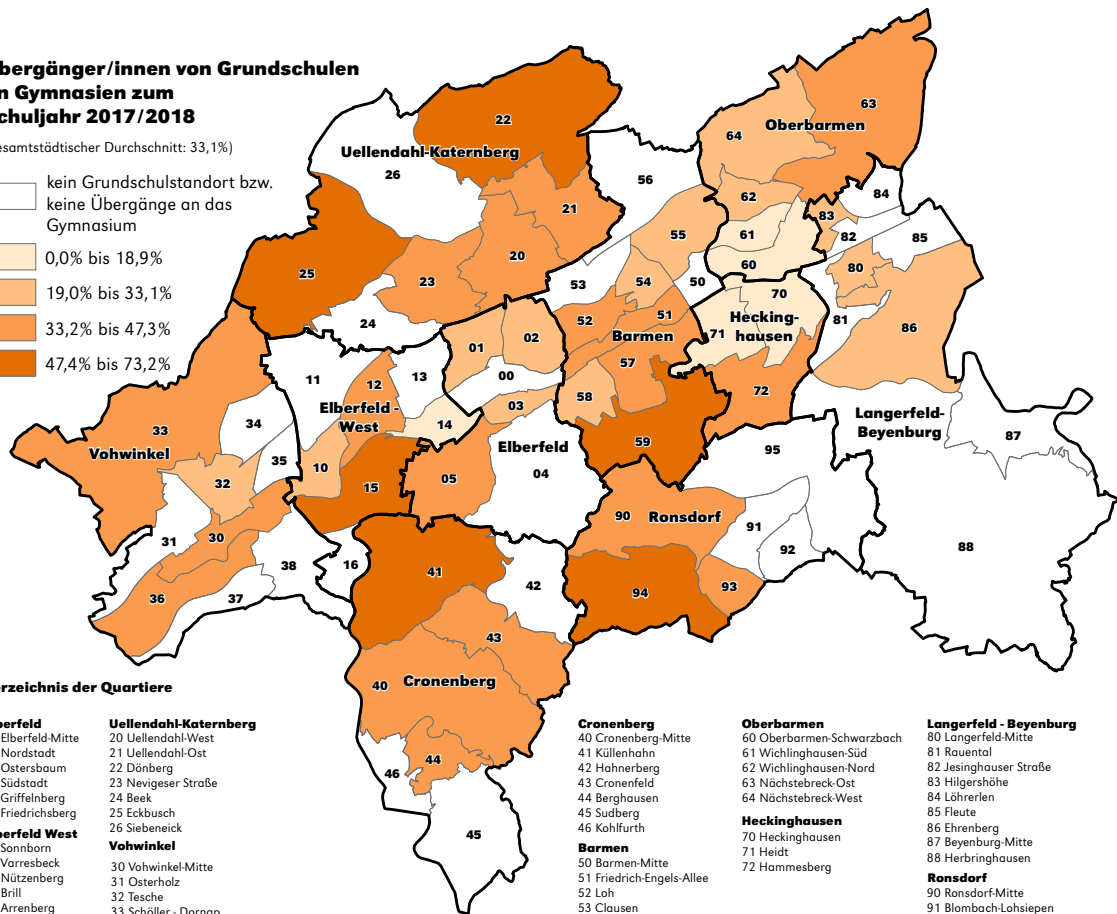 bergänger/innen von Grundschulen
n Gymnasien zum
chuljahr 2017/2018
esamtstädtischer Durchschnitt: 33,1%)
kein Grundschulstandort bzw.
keine Übergänge an das
Gymnasium
0,0% bis 18,9%
19,0% bis 33,1%
33,2% bis 47,3%
47,4% bis 73,2%
22
63
64
Oberbarmen
Uellendahl-Katernberg
26
56
84
62
21
83
61
55
82
85
20
60
80
25
23
54
50
53
70
24
52
51
81
Hecking-
hausen
86
02
Barmen
71
01
57
11
12
13
00
72
58
03
Elberfeld -
West
14
Langerfeld-
Beyenburg
34
33
87
59
Elberfeld
95
Vohwinkel
35
10
04
32
15
05
90
Ronsdorf
91
30
31
92
88
38
16
41
42
94
93
36
37
43
40
Cronenberg
44
46
45
erzeichnis der Quartiere
berfeld
Elberfeld-Mitte
Nordstadt
Ostersbaum
Südstadt
Griffelnberg
Friedrichsberg
berfeld West
Sonnborn
Varresbeck
Nützenberg
Brill
Arrenberg
Uellendahl-Katernberg
20 Uellendahl-West
21 Uellendahl-Ost
22 Dönberg
23 Nevigeser Straße
24 Beek
25 Eckbusch
26 Siebeneick
Vohwinkel
30 Vohwinkel-Mitte
31 Osterholz
32 Tesche
33 Schöller - Dornap
Cronenberg
40 Cronenberg-Mitte
41 Küllenhahn
42 Hahnerberg
43 Cronenfeld
44 Berghausen
45 Sudberg
46 Kohlfurth
Barmen
50 Barmen-Mitte
51 Friedrich-Engels-Allee
52 Loh
53 Clausen
Oberbarmen
60 Oberbarmen-Schwarzbach
61 Wichlinghausen-Süd
62 Wichlinghausen-Nord
63 Nächstebreck-Ost
64 Nächstebreck-West
Heckinghausen
70 Heckinghausen
71 Heidt
72 Hammesberg
Langerfeld - Beyenburg
80 Langerfeld-Mitte
81 Rauental
82 Jesinghauser Straße
83 Hilgershöhe
84 Löhrerlen
85 Fleute
86 Ehrenberg
87 Beyenburg-Mitte
88 Herbringhausen
Ronsdorf
90 Ronsdorf-Mitte
91 Blombach-Lohsiepen